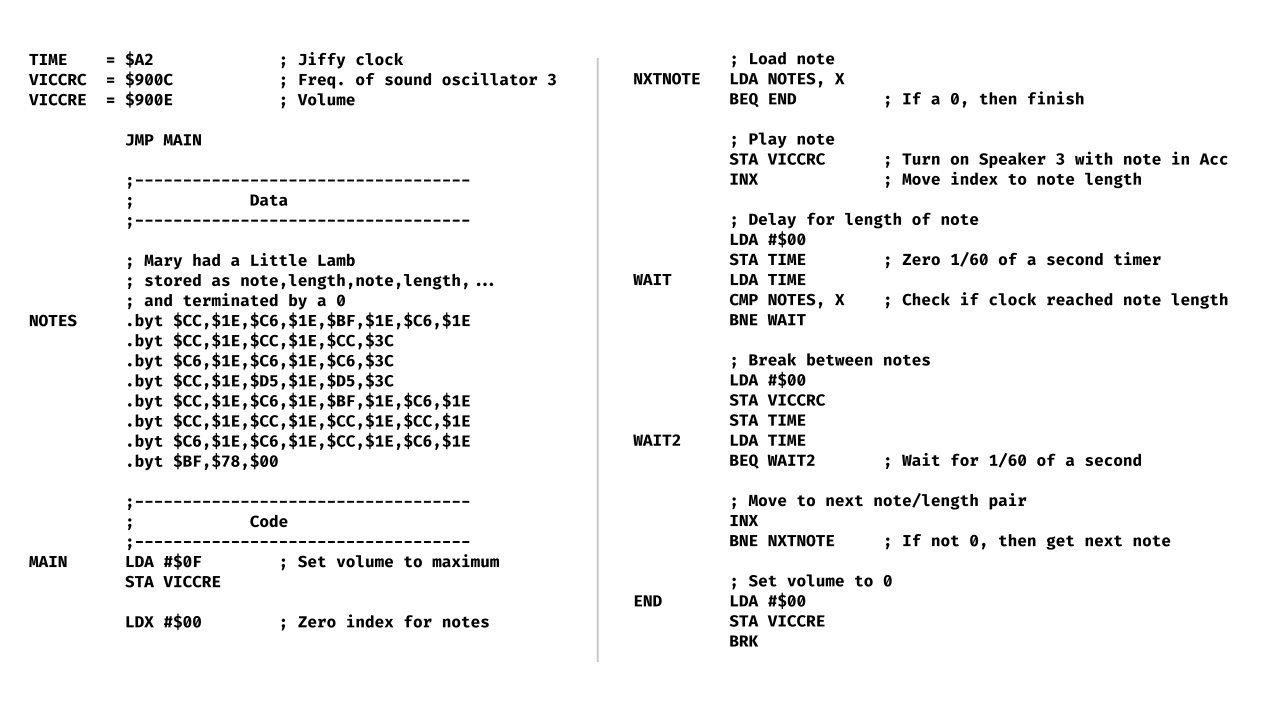 TIME    = $A2             ; Jiffy clock
VICCRC  = $900C           ; Freq. of sound oscillator 3
VICCRE  = $900E           ; Volume
          JMP MAIN
          ;-----------------------------------
          ;            Data
          ;-----------------------------------
          ; Mary had a Little Lamb
          ; stored as note,length,note,length,...
          ; and terminated by a 0
NOTES     .byt $CC,$1E,$C6,$1E,$BF,$1E,$C6,$1E
          .byt $CC,$1E,$CC,$1E,$CC,$3C
          .byt $C6,$1E,$C6,$1E,$C6,$3C
          .byt $CC,$1E,$D5,$1E,$D5,$3C
          .byt $CC,$1E,$C6,$1E,$BF,$1E,$C6,$1E
          .byt $CC,$1E,$CC,$1E,$CC,$1E,$CC,$1E
          .byt $C6,$1E,$C6,$1E,$CC,$1E,$C6,$1E
          .byt $BF,$78,$00
          ;-----------------------------------
          ;            Code
          ;-----------------------------------
MAIN      LDA #$0F        ; Set volume to maximum
          STA VICCRE
          LDX #$00        ; Zero index for notes
          ; Load note
NXTNOTE   LDA NOTES, X
          BEQ END         ; If a 0, then finish
          ; Play note
          STA VICCRC      ; Turn on Speaker 3 with note in Acc
          INX             ; Move index to note length
          ; Delay for length of note
          LDA #$00
          STA TIME        ; Zero 1/60 of a second timer
WAIT      LDA TIME
          CMP NOTES, X    ; Check if clock reached note length
          BNE WAIT
          ; Break between notes
          LDA #$00
          STA VICCRC
          STA TIME
WAIT2     LDA TIME
          BEQ WAIT2       ; Wait for 1/60 of a second
          ; Move to next note/length pair
          INX
          BNE NXTNOTE     ; If not 0, then get next note
          ; Set volume to 0
END       LDA #$00
          STA VICCRE
          BRK